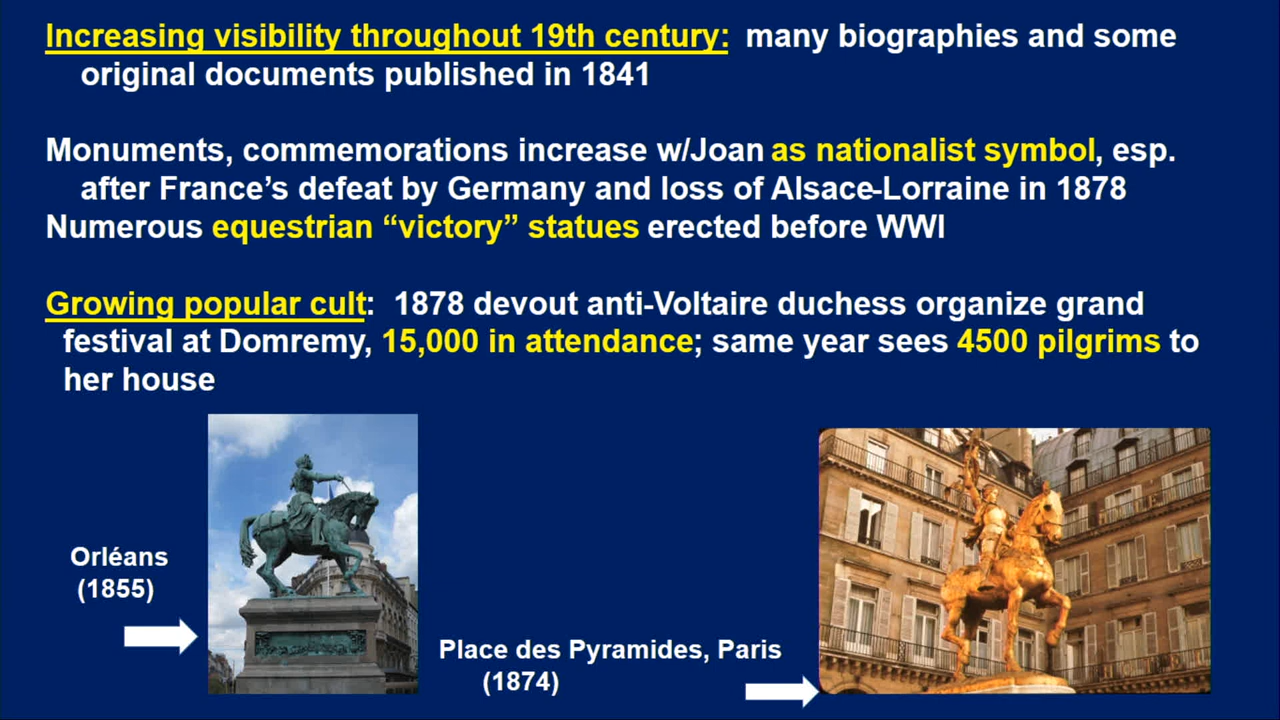 Increasing visibility throughout 19th century: many biographies and some
original documents published in 1841
Monuments, commemorations increase w/Joan as nationalist symbol, esp.
after France's defeat by Germany and loss of Alsace-Lorraine in 1878
Numerous equestrian “victory” statues erected before WWI
Growing popular cult: 1878 devout anti-Voltaire duchess organize grand
festival at Domremy, 15,000 in attendance; same year sees 4500 pilgrims to
her house
Orléans
(1855)
Place des Pyramides, Paris
(1874)